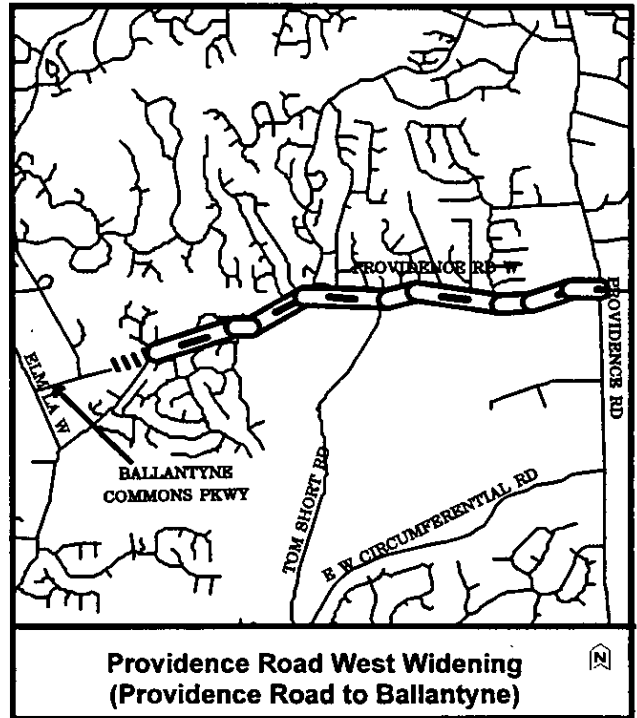 PROVIDENCE RD W
PROVIDENCE RD
ELM LA W
BALLANTYNE
COMMONS PKWY
TOM SHORT RD
E W CIRCUMFERENTIAL RD
Providence Road West Widening
(Providence Road to Ballantyne)
N